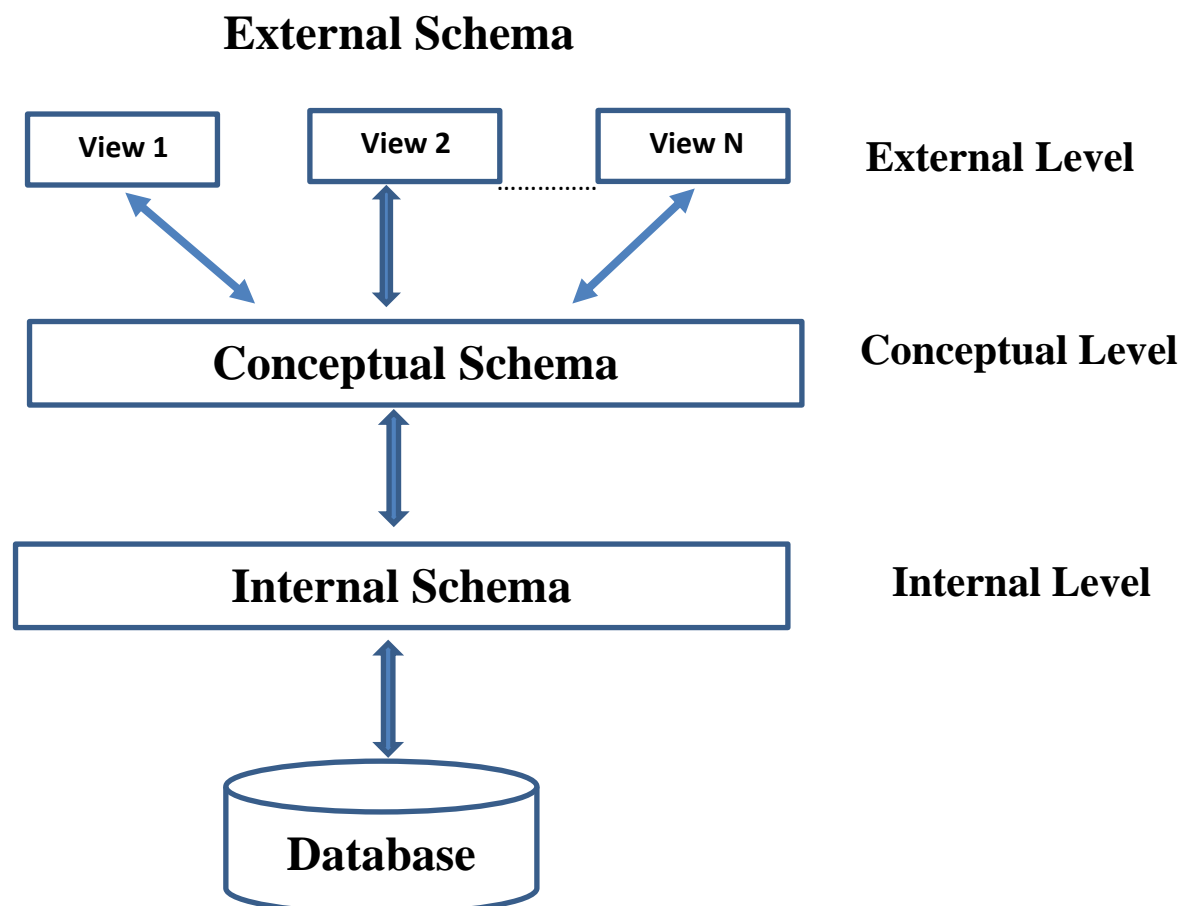 External Schema
View 1
View 2
……………
View N
External Level
Conceptual Schema
Conceptual Level
Internal Schema
Internal Level
Database